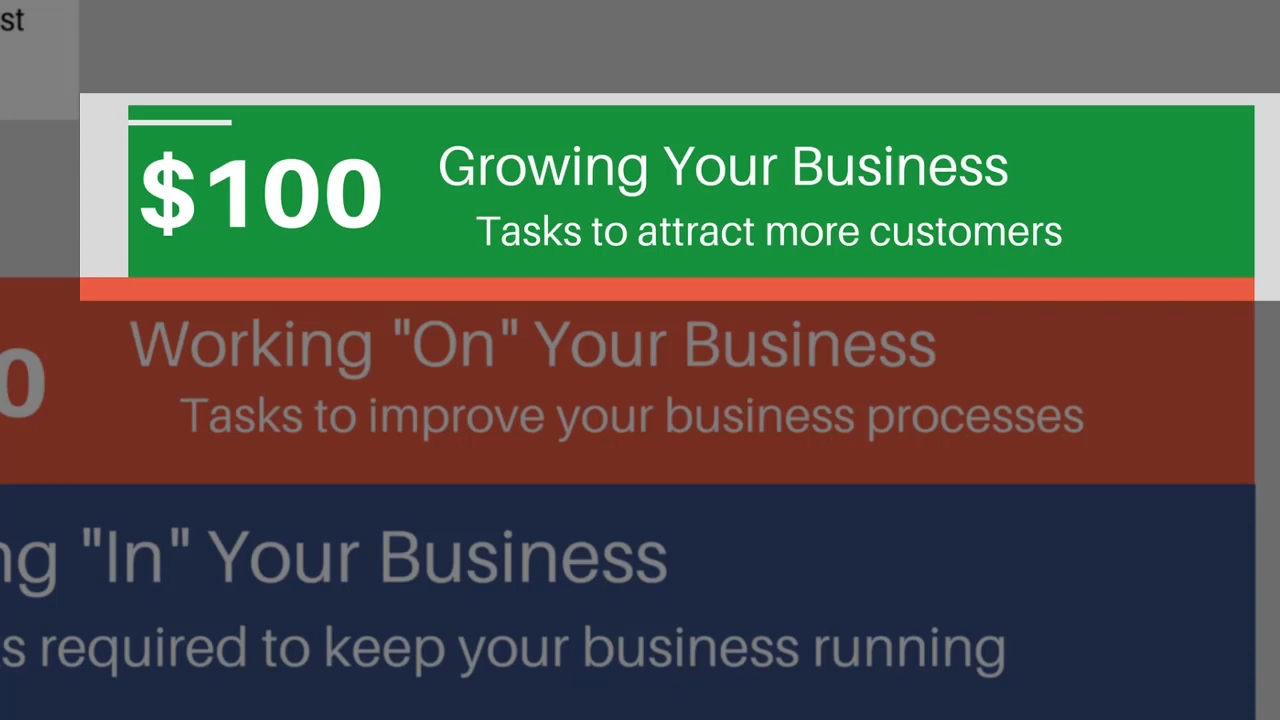 st
$100
Growing Your Business
Tasks to attract more customers
0
Working "On" Your Business
Tasks to improve your business processes
ng "In" Your Business
s required to keep your business running